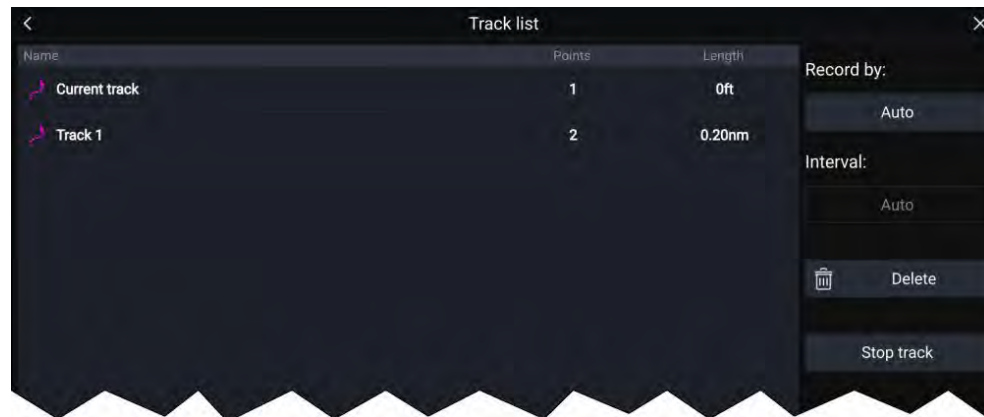 Track list
Name Points Length
Current track 1 0ft
Track 1 2 0.20nm
Record by:
Auto
Interval:
Auto
Delete
Stop track